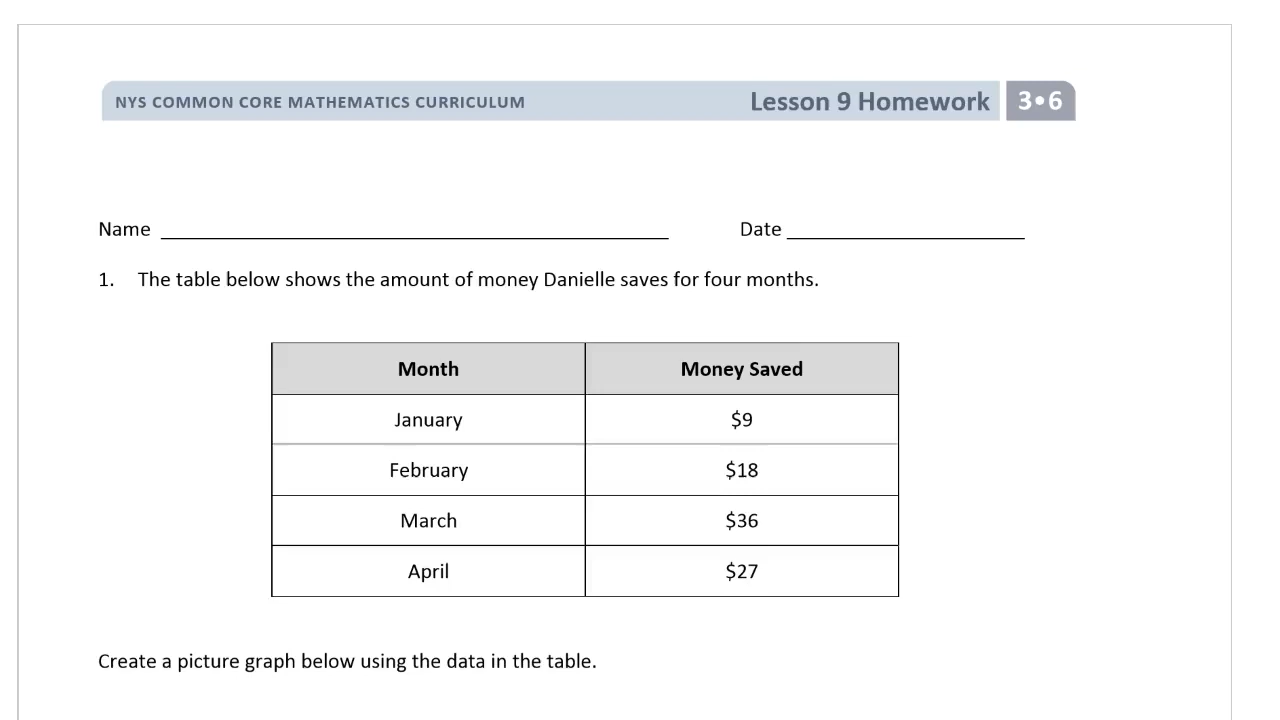 NYS COMMON CORE MATHEMATICS CURRICULUM Lesson 9 Homework 3•6
Name Date
1. The table below shows the amount of money Danielle saves for four months.
Month Money Saved
January $9
February $18
March $36
April $27
Create a picture graph below using the data in the table.